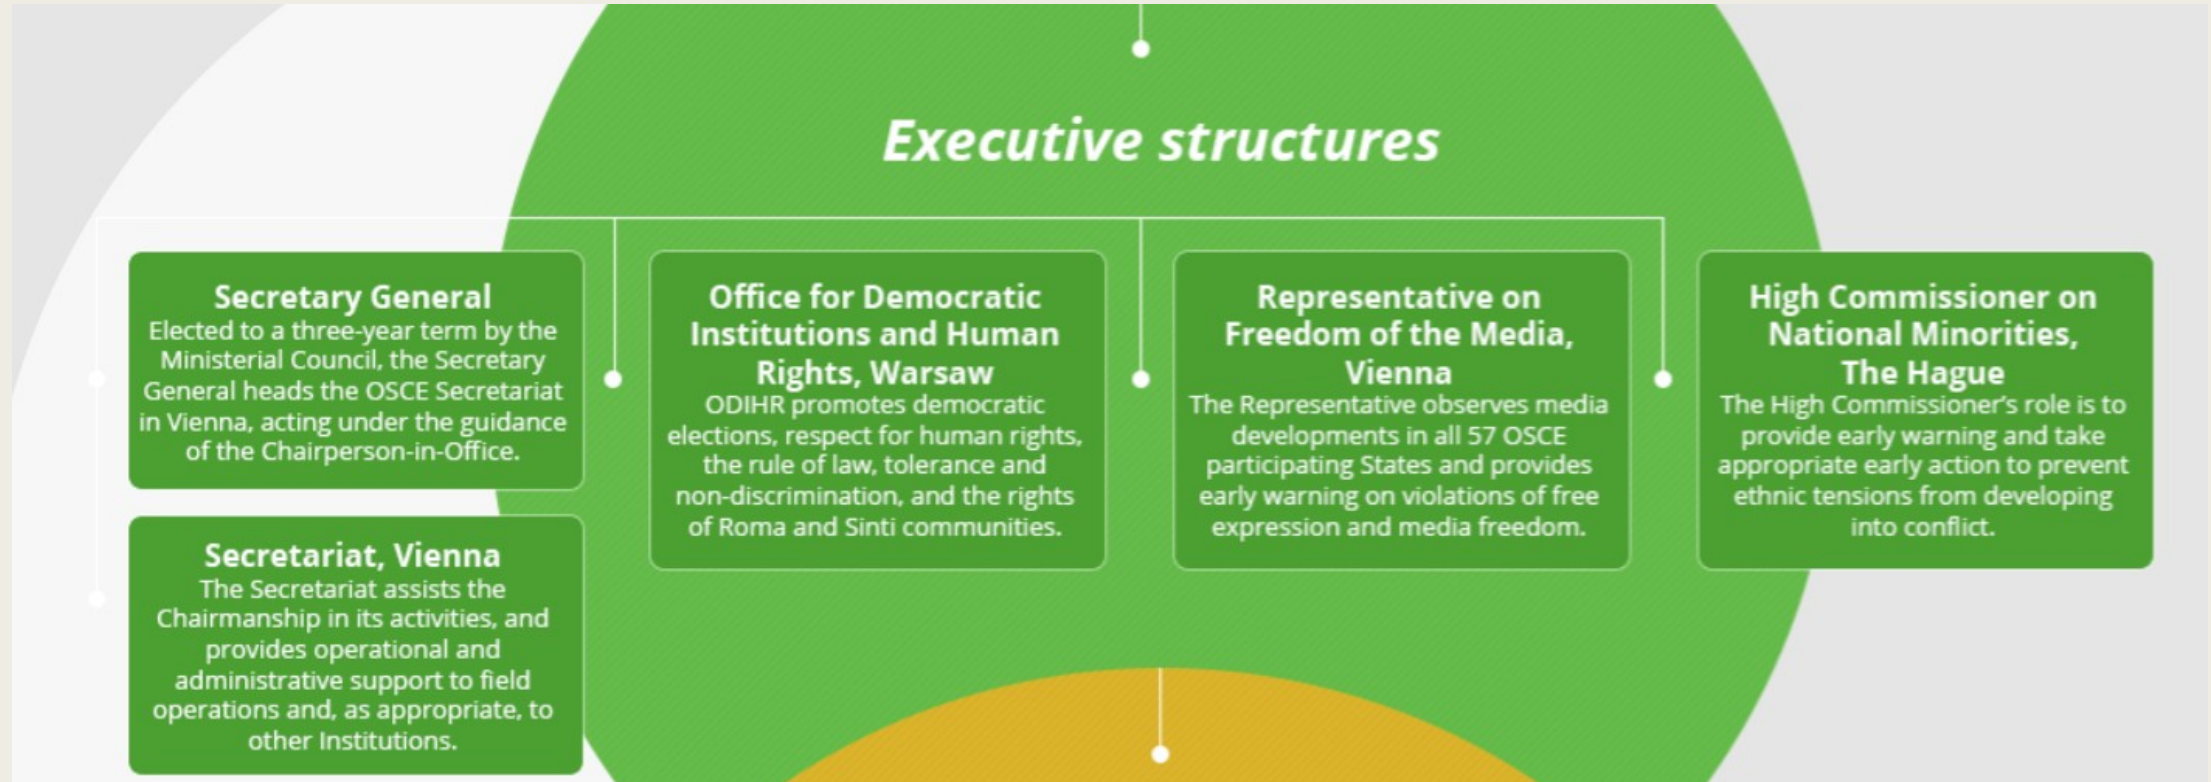 Executive structures
Secretary General
Elected to a three-year term by the
Ministerial Council, the Secretary
General heads the OSCE Secretariat
in Vienna, acting under the guidance
of the Chairperson-in-Office.
Secretariat, Vienna
The Secretariat assists the
Chairmanship in its activities, and
provides operational and
administrative support to field
operations and, as appropriate, to
other Institutions.
Office for Democratic
Institutions and Human
Rights, Warsaw
ODIHR promotes democratic
elections, respect for human rights,
the rule of law, tolerance and
non-discrimination, and the rights
of Roma and Sinti communities.
Representative on
Freedom of the Media,
Vienna
The Representative observes media
developments in all 57 OSCE
participating States and provides
early warning on violations of free
expression and media freedom.
High Commissioner on
National Minorities,
The Hague
The High Commissioner’s role is to
provide early warning and take
appropriate early action to prevent
ethnic tensions from developing
into conflict.